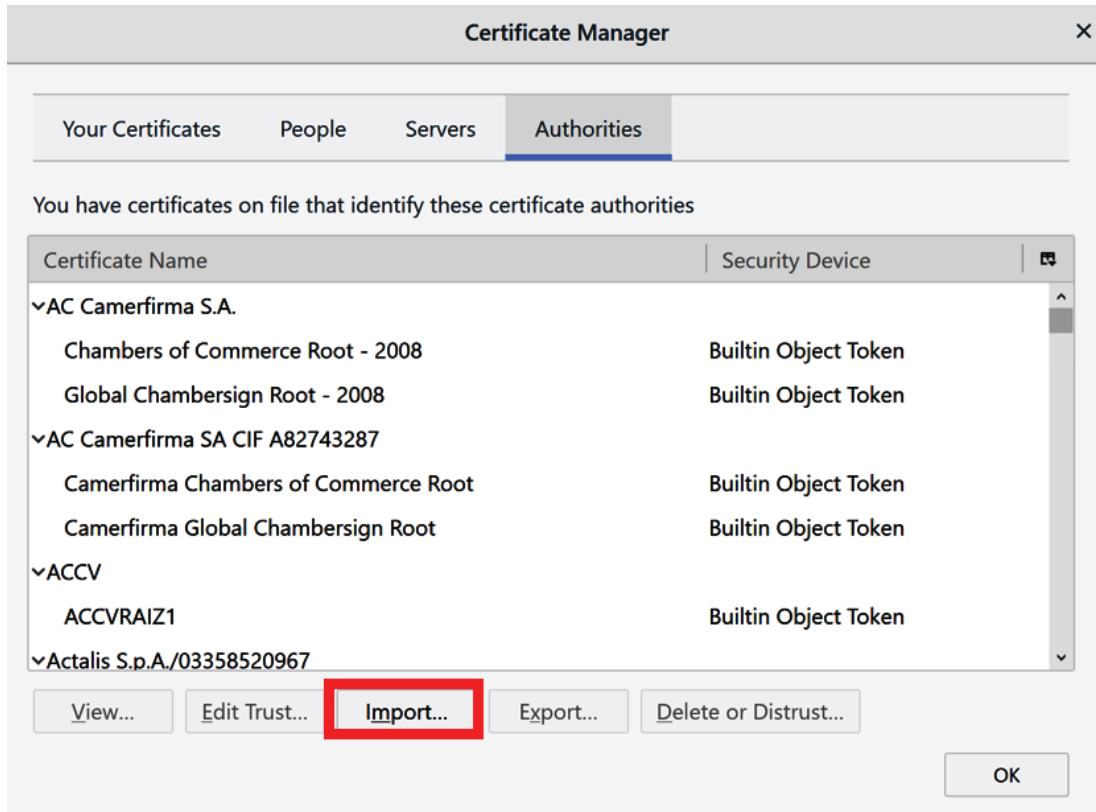 Certificate Manager
Your Certificates People Servers Authorities
You have certificates on file that identify these certificate authorities
Certificate Name Security Device
AC Camerfirma S.A.
Chambers of Commerce Root - 2008 Builtin Object Token
Global Chambersign Root - 2008 Builtin Object Token
AC Camerfirma SA CIF A82743287
Camerfirma Chambers of Commerce Root Builtin Object Token
Camerfirma Global Chambersign Root Builtin Object Token
ACCV
ACCVRAIZ1 Builtin Object Token
Actalis S.p.A./03358520967
View... Edit Trust... Import... Export... Delete or Distrust...
OK